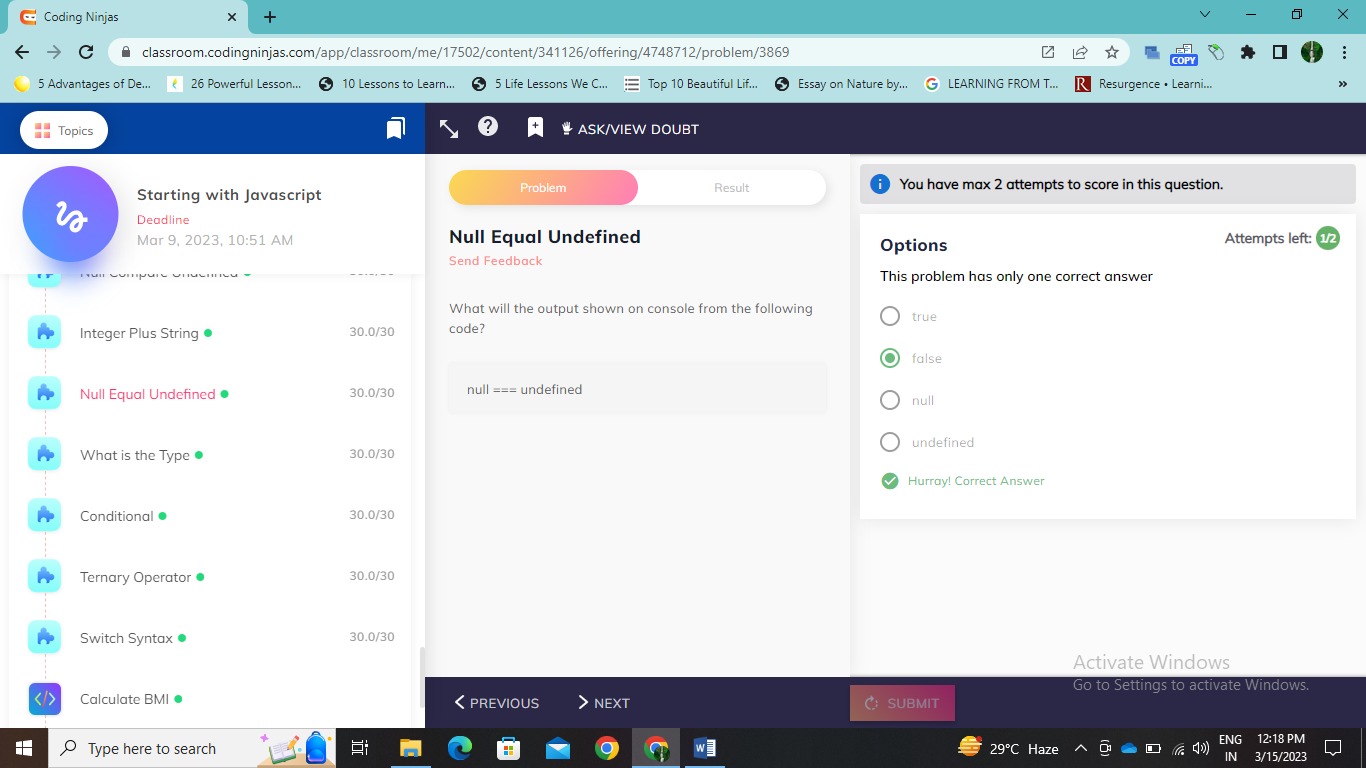 Coding Ninjas
classroom.codingninjas.com/app/classroom/me/17502/content/341126/offering/4748712/problem/3869
COPY
5 Advantages of De...
26 Powerful Lesson...
10 Lessons to Learn...
5 Life Lessons We C...
Top 10 Beautiful Lif...
Essay on Nature by...
LEARNING FROM T...
Resurgence • Learni...
Topics
ASK/VIEW DOUBT
Starting with Javascript
Deadline
Mar 9, 2023, 10:51 AM
Null Compare Undefined 30.0/30
Integer Plus String 30.0/30
Null Equal Undefined 30.0/30
What is the Type 30.0/30
Conditional 30.0/30
Ternary Operator 30.0/30
Switch Syntax 30.0/30
Calculate BMI
Problem
Result
Null Equal Undefined
Send Feedback
What will the output shown on console from the following
code?
null === undefined
PREVIOUS
NEXT
You have max 2 attempts to score in this question.
Options
Attempts left: 1/2
This problem has only one correct answer
true
false
null
undefined
Hurray! Correct Answer
Activate Windows
Go to Settings to activate Windows.
SUBMIT
Type here to search
29°C Haze
ENG
IN
12:18 PM
3/15/2023